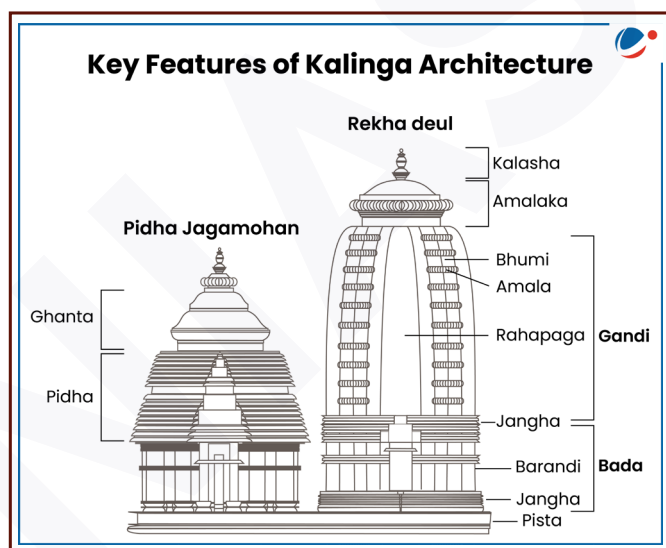 Key Features of Kalinga Architecture
Rekha deul
Kalasha
Amalaka
Pidha Jagamohan
Bhumi
Amala
Ghanta
Rahapaga
Gandi
Pidha
Jangha
Barandi
Bada
Jangha
Pista